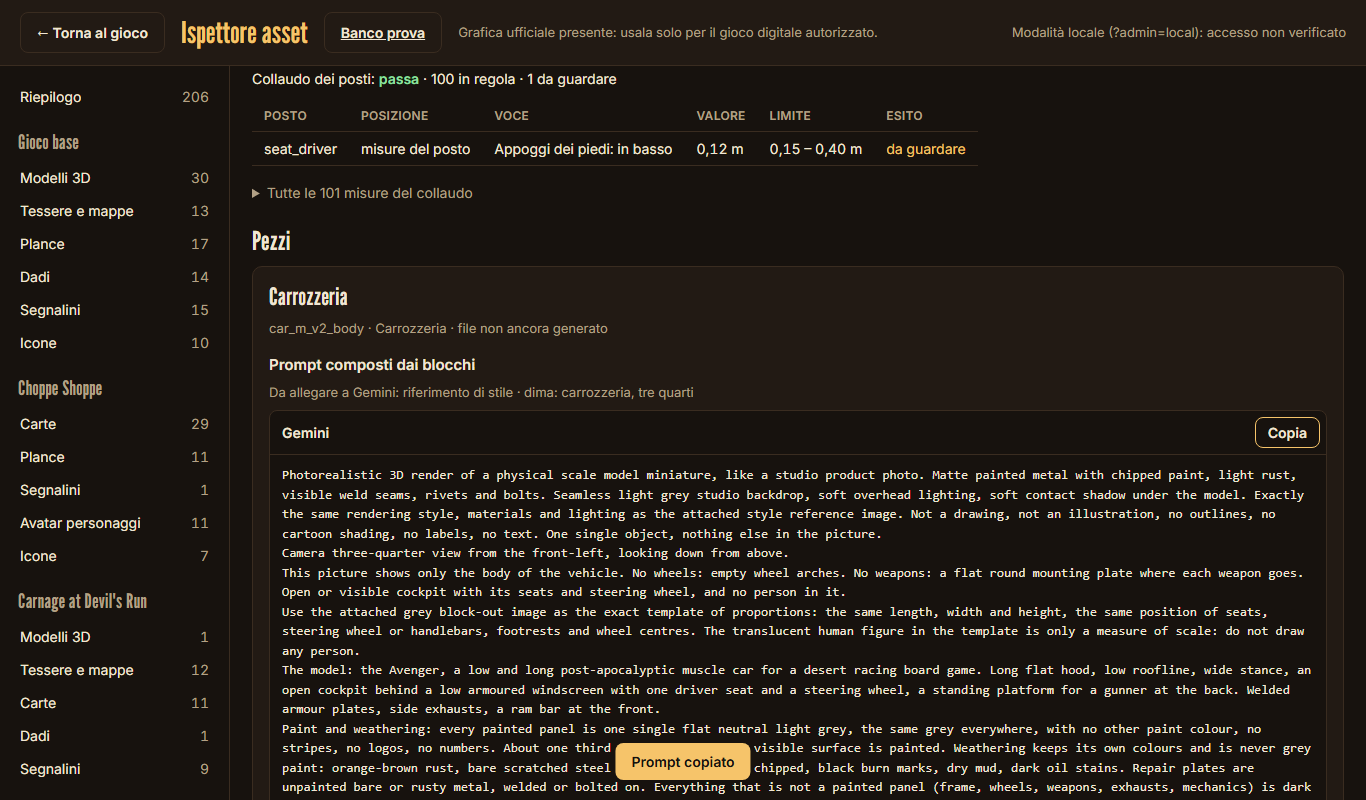 ← Torna al gioco
Ispettore asset
Banco prova
Grafica ufficiale presente: usala solo per il gioco digitale autorizzato.
Modalità locale (?admin=local): accesso non verificato
Riepilogo 206
Gioco base
Modelli 3D 30
Tessere e mappe 13
Plance 17
Dadi 14
Segnalini 15
Icone 10
Choppe Shoppe
Carte 29
Plance 11
Segnalini 1
Avatar personaggi 11
Icone 7
Carnage at Devil's Run
Modelli 3D 1
Tessere e mappe 12
Carte 11
Dadi 1
Segnalini 9
Collaudo dei posti: passa · 100 in regola · 1 da guardare
POSTO POSIZIONE VOCE VALORE LIMITE ESITO
seat_driver misure del posto Appoggi dei piedi: in basso 0,12 m 0,15 – 0,40 m da guardare
▶ Tutte le 101 misure del collaudo
Pezzi
Carrozzeria
car_m_v2_body · Carrozzeria · file non ancora generato
Prompt composti dai blocchi
Da allegare a Gemini: riferimento di stile · dima: carrozzeria, tre quarti
Gemini
Copia
Photorealistic 3D render of a physical scale model miniature, like a studio product photo. Matte painted metal with chipped paint, light rust,
visible weld seams, rivets and bolts. Seamless light grey studio backdrop, soft overhead lighting, soft contact shadow under the model. Exactly
the same rendering style, materials and lighting as the attached style reference image. Not a drawing, not an illustration, no outlines, no
cartoon shading, no labels, no text. One single object, nothing else in the picture.
Camera three-quarter view from the front-left, looking down from above.
This picture shows only the body of the vehicle. No wheels: empty wheel arches. No weapons: a flat round mounting plate where each weapon goes.
Open or visible cockpit with its seats and steering wheel, and no person in it.
Use the attached grey block-out image as the exact template of proportions: the same length, width and height, the same position of seats,
steering wheel or handlebars, footrests and wheel centres. The translucent human figure in the template is only a measure of scale: do not draw
any person.
The model: the Avenger, a low and long post-apocalyptic muscle car for a desert racing board game. Long flat hood, low roofline, wide stance, an
open cockpit behind a low armoured windscreen with one driver seat and a steering wheel, a standing platform for a gunner at the back. Welded
armour plates, side exhausts, a ram bar at the front.
Paint and weathering: every painted panel is one single flat neutral light grey, the same grey everywhere, with no other paint colour, no
stripes, no logos, no numbers. About one third visible surface is painted. Weathering keeps its own colours and is never grey
paint: orange-brown rust, bare scratched steel chipped, black burn marks, dry mud, dark oil stains. Repair plates are
unpainted bare or rusty metal, welded or bolted on. Everything that is not a painted panel (frame, wheels, weapons, exhausts, mechanics) is dark
Prompt copiato